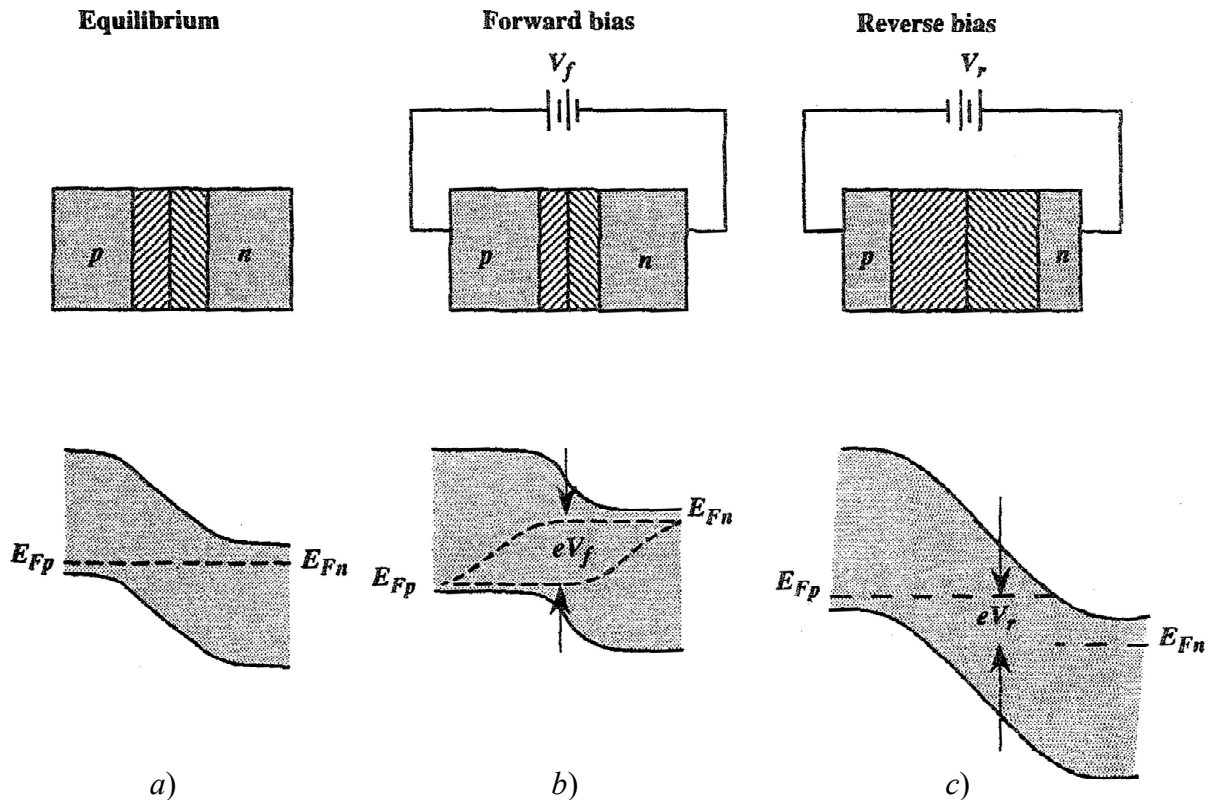 Equilibrium
Forward bias
Reverse bias
V_f
V_r
p
n
p
n
p
n
E_Fp
E_Fn
eV_f
E_Fn
E_Fp
E_Fp
eV_r
E_Fn
a)
b)
c)